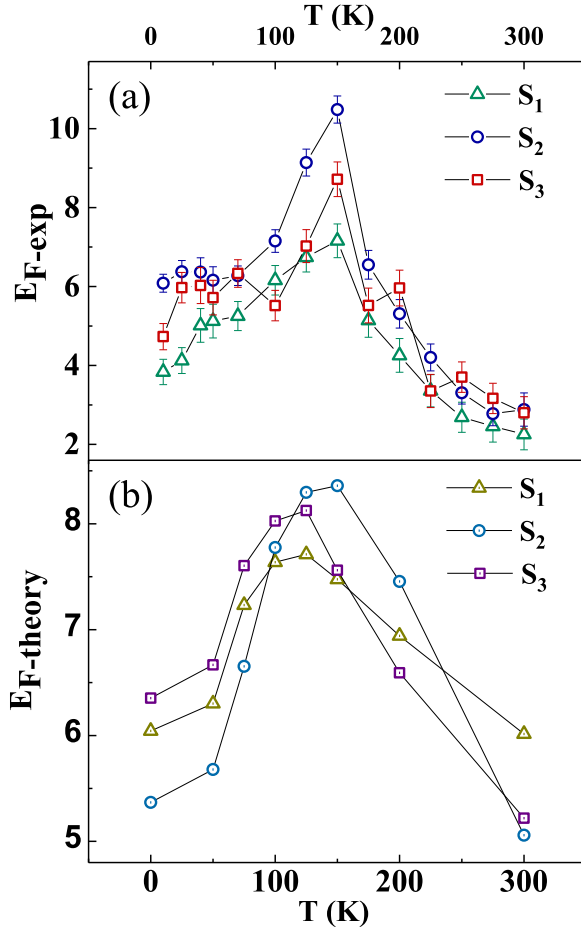 T (K)
0 100 200 300
(a)
S1
S2
S3
10
8
6
4
2
EF-exp
(b)
S1
S2
S3
8
7
6
5
EF-theory
0 100 200 300
T (K)